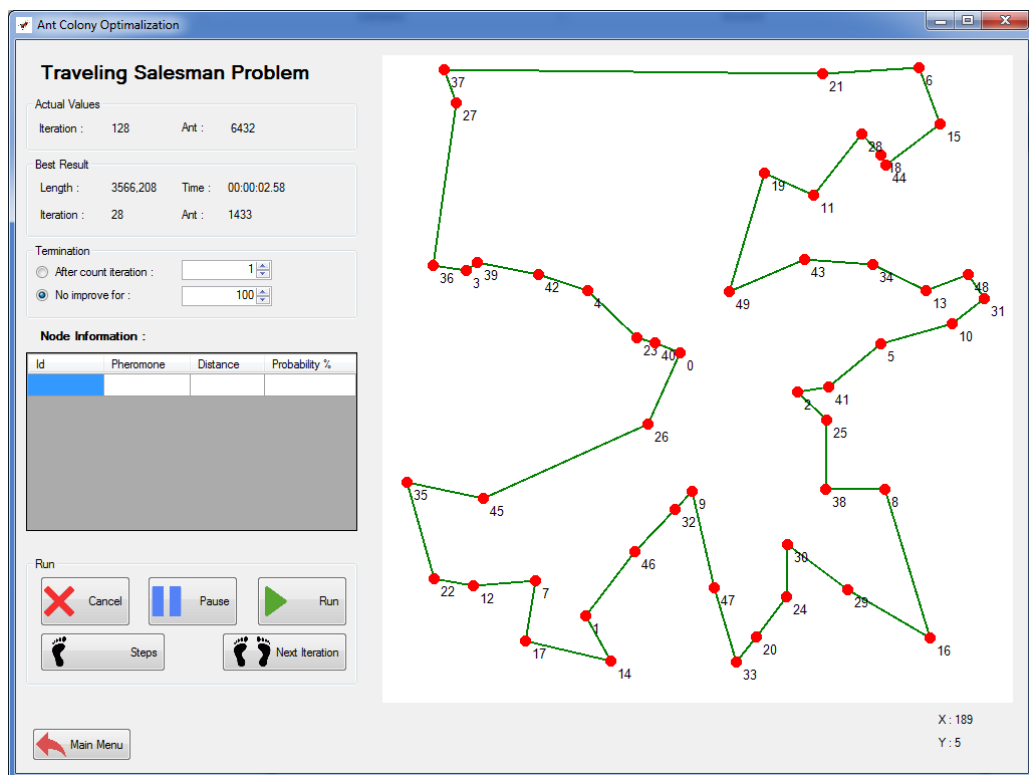 Ant Colony Optimalization
Traveling Salesman Problem
Actual Values
Iteration : 128 Ant : 6432
Best Result
Length : 3566,208 Time : 00:00:02.58
Iteration : 28 Ant : 1433
Termination
After count iteration : 1
No improve for : 100
Node Information :
Id Pheromone Distance Probability %
Run
Cancel Pause Run
Steps Next Iteration
Main Menu
37
21
6
27
15
28
18
44
19
11
36
3
39
42
4
43
34
48
13
31
49
23
40
0
10
5
2
41
26
25
35
45
9
38
8
32
46
30
22
12
7
47
24
29
1
17
14
33
20
16
X : 189
Y : 5